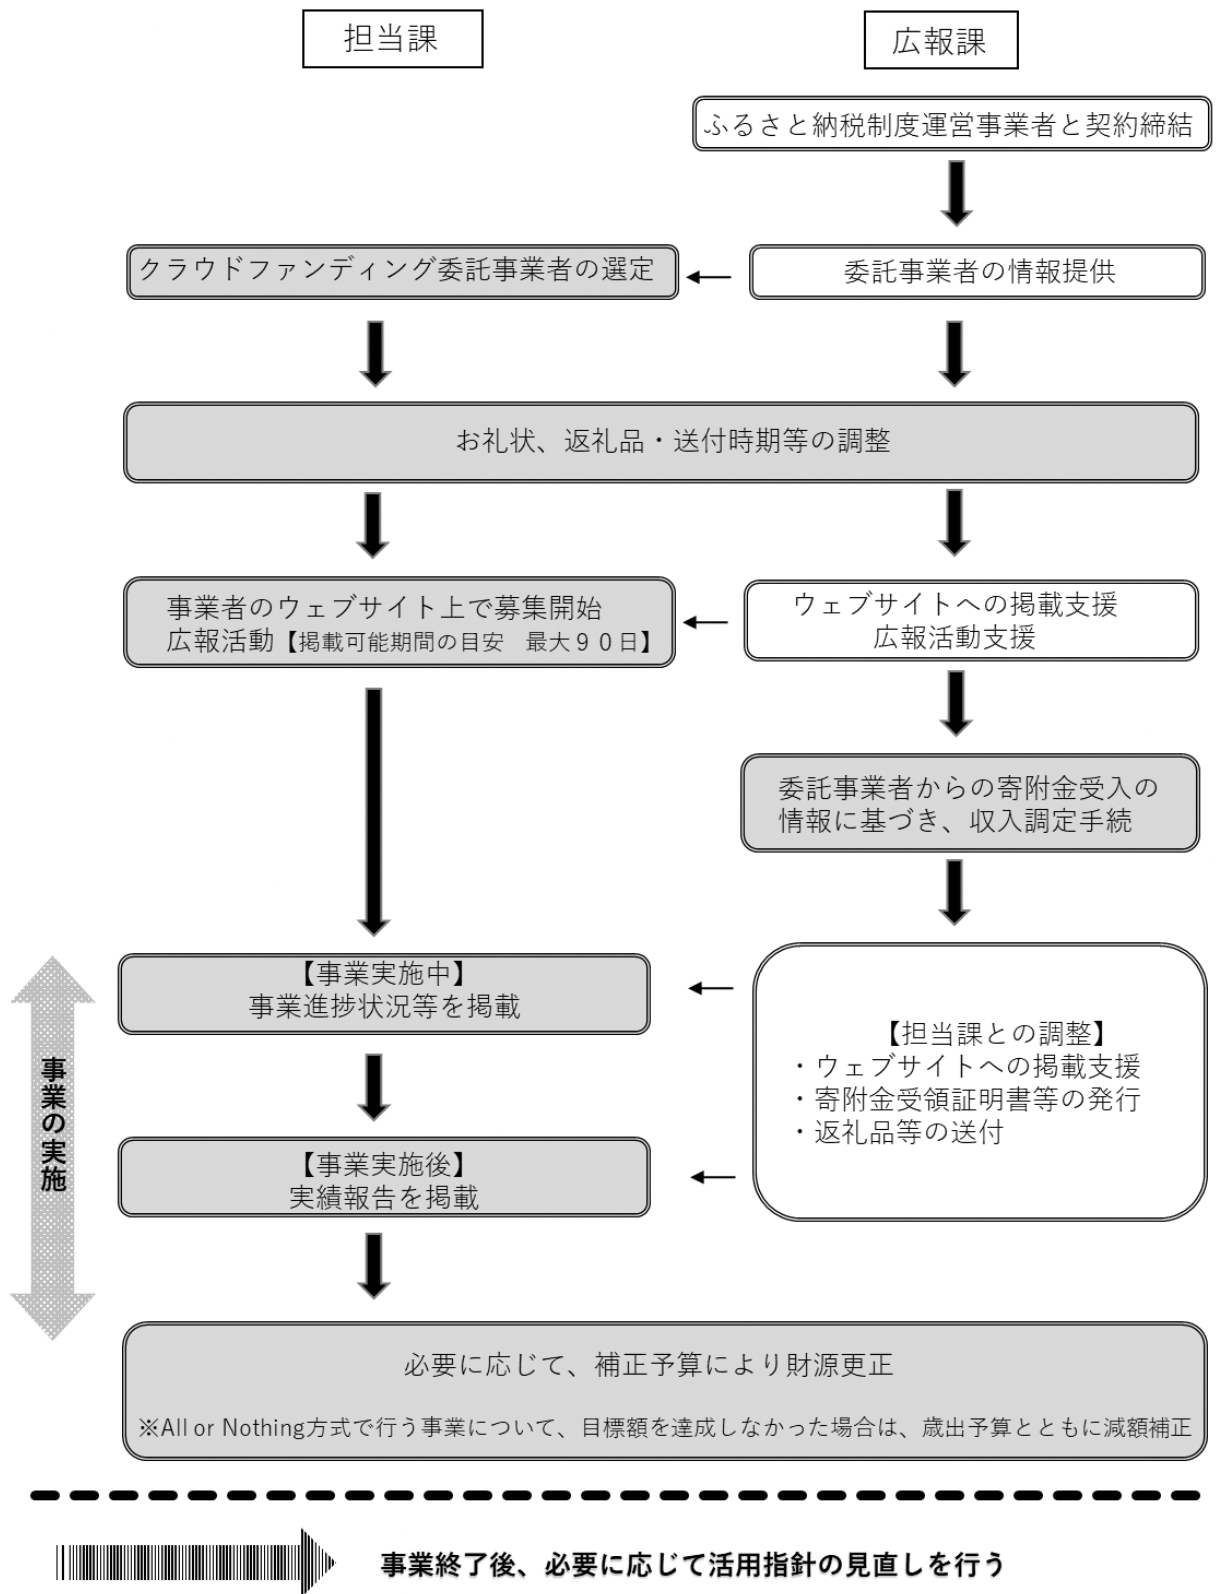 担当課
広報課
ふるさと納税制度運営事業者と契約締結
クラウドファンディング委託事業者の選定
委託事業者の情報提供
お礼状、返礼品・送付時期等の調整
事業者のウェブサイト上で募集開始
広報活動【掲載可能期間の目安　最大９０日】
ウェブサイトへの掲載支援
広報活動支援
委託事業者からの寄附金受入の
情報に基づき、収入調定手続
【事業実施中】
事業進捗状況等を掲載
【担当課との調整】
・ウェブサイトへの掲載支援
・寄附金受領証明書等の発行
・返礼品等の送付
事業の実施
【事業実施後】
実績報告を掲載
必要に応じて、補正予算により財源更正
※All or Nothing方式で行う事業について、目標額を達成しなかった場合は、歳出予算とともに減額補正
事業終了後、必要に応じて活用指針の見直しを行う